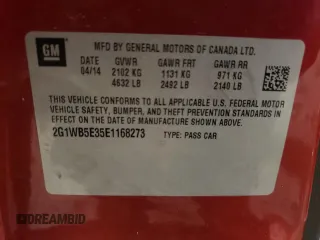 GM
MFD BY GENERAL MOTORS OF CANADA LTD.
DATE GVWR GAWR FRT GAWR RR
04/14 2102 KG 1131 KG 971 KG
4632 LB 2492 LB 2140 LB
THIS VEHICLE CONFORMS TO ALL APPLICABLE U.S. FEDERAL MOTOR
VEHICLE SAFETY, BUMPER, AND THEFT PREVENTION STANDARDS IN
EFFECT ON THE DATE OF MANUFACTURE SHOWN ABOVE.
2G1WB5E35E1168273 TYPE: PASS CAR
DREAMBID